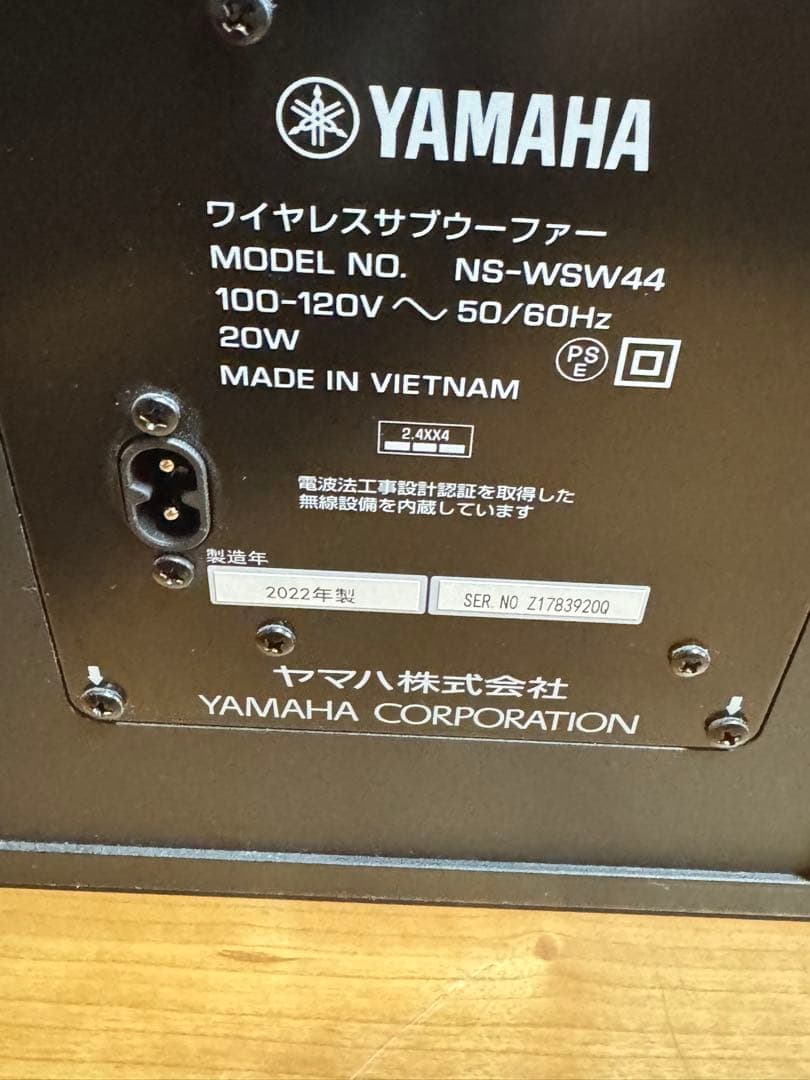 YAMAHA
ワイヤレスサブウーファー
MODEL NO. NS-WSW44
100-120V ～ 50/60Hz
20W
PSE
MADE IN VIETNAM
2.4XX4
電波法工事設計認証を取得した
無線設備を内蔵しています
製造年
2022年製 SER. NO Z1783920Q
ヤマハ株式会社
YAMAHA CORPORATION